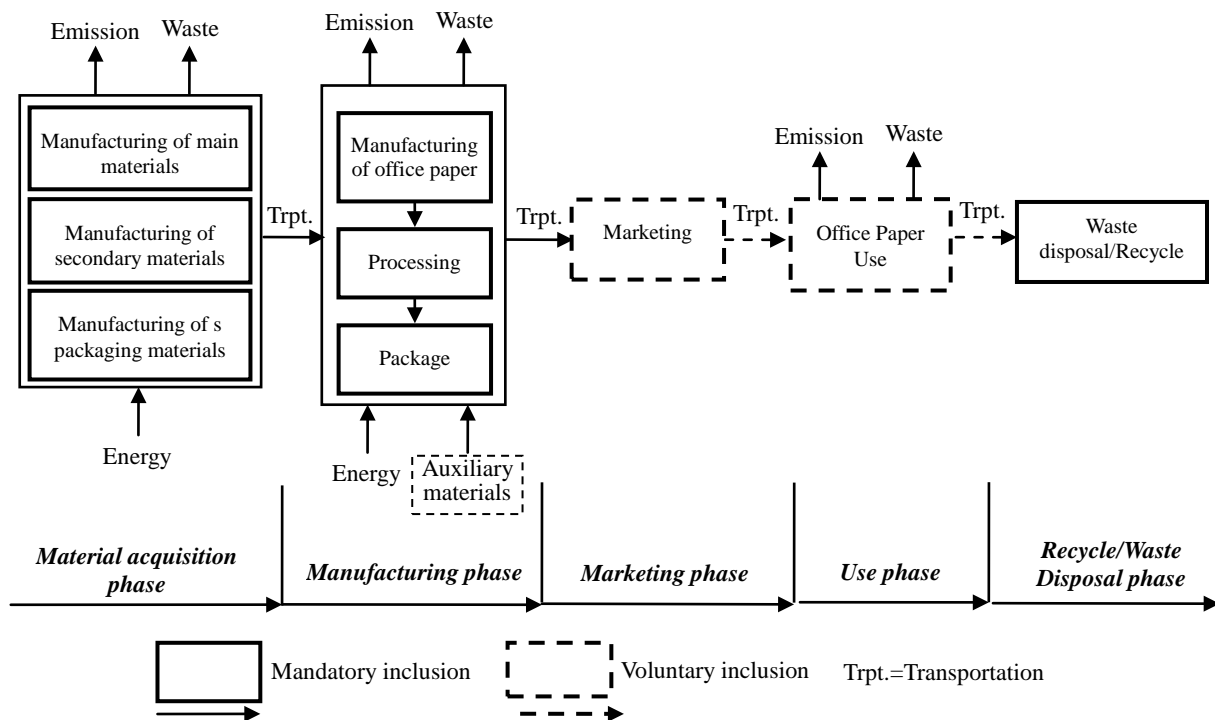 Emission
Waste
Manufacturing of main
materials
Manufacturing of
secondary materials
Manufacturing of s
packaging materials
Energy
Trpt.
Emission
Waste
Manufacturing
of office paper
Processing
Package
Energy
Auxiliary
materials
Trpt.
Marketing
Trpt.
Emission
Waste
Office Paper
Use
Trpt.
Waste
disposal/Recycle
Material acquisition
phase
Manufacturing phase
Marketing phase
Use phase
Recycle/Waste
Disposal phase
Mandatory inclusion
Voluntary inclusion
Trpt.=Transportation